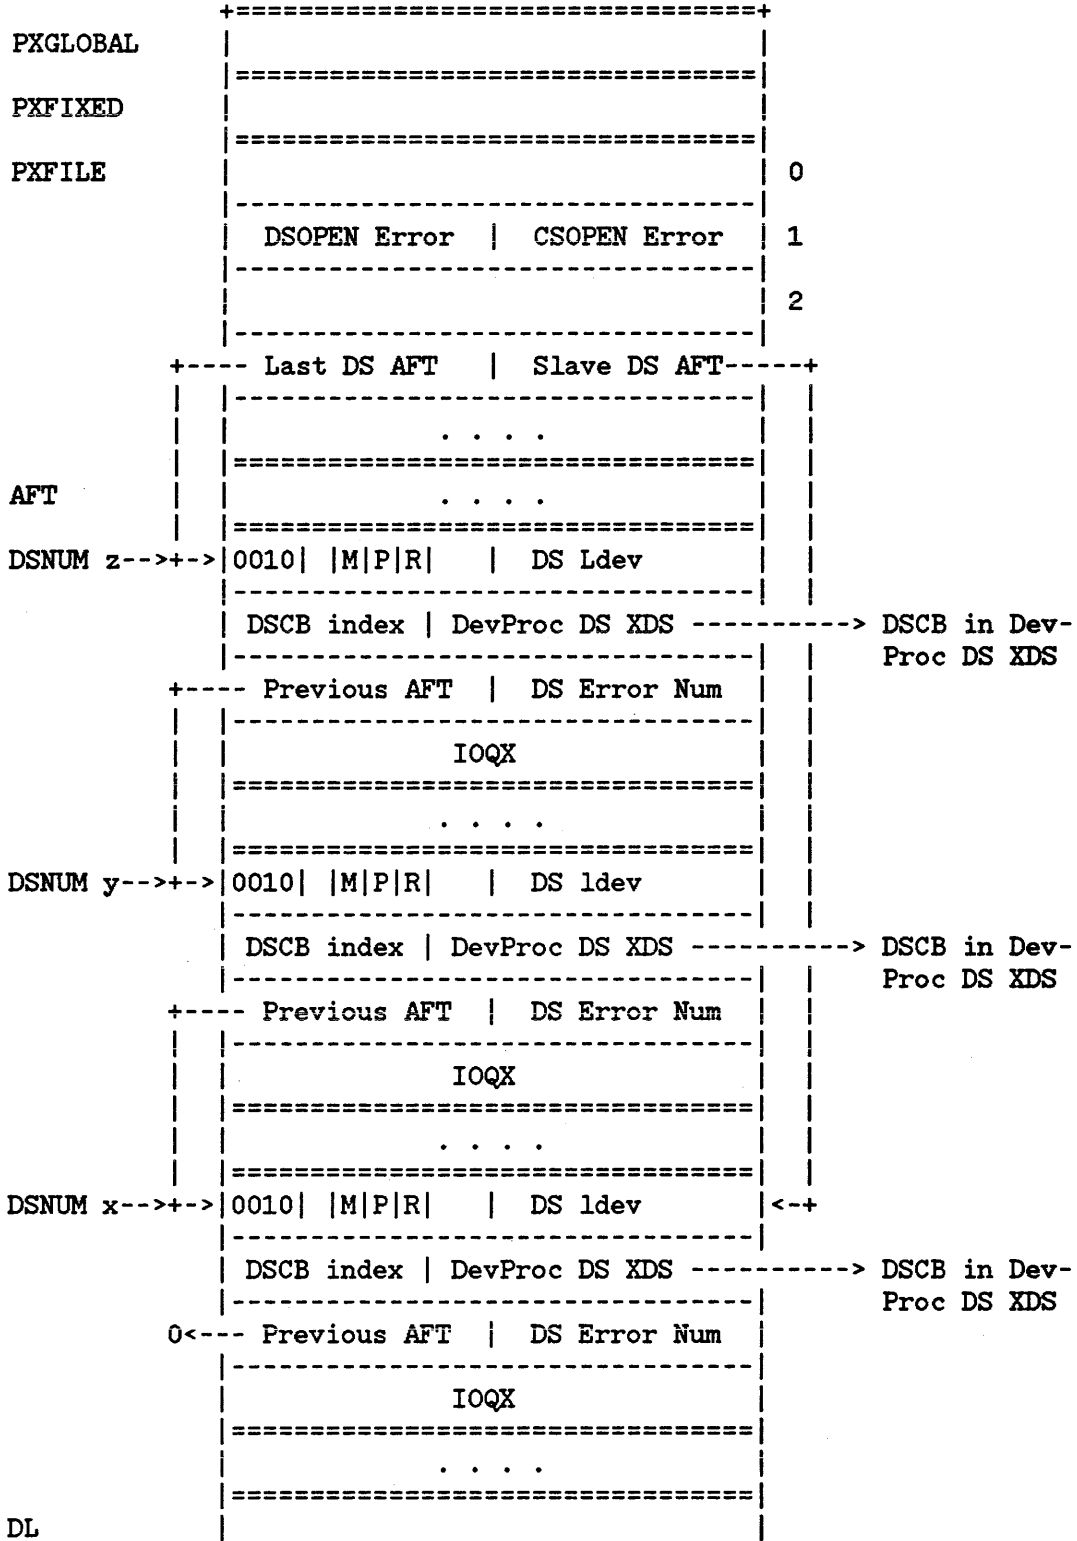 +=================================+
PXGLOBAL     |                                 |
             |=================================|
PXFIXED      |                                 |
             |=================================|
PXFILE       |                                 | 0
             |---------------------------------|
             |  DSOPEN Error  |  CSOPEN Error  | 1
             |---------------------------------|
             |                                 | 2
             |---------------------------------|
          +---- Last DS AFT   |  Slave DS AFT-----+
          |  |---------------------------------|  |
          |  |             . . . .             |  |
          |  |=================================|  |
AFT       |  |             . . . .             |  |
          |  |=================================|  |
DSNUM z-->+->|0010| |M|P|R|   |  DS Ldev       |  |
             |---------------------------------|  |
             | DSCB index | DevProc DS XDS ----------> DSCB in Dev-
             |---------------------------------|  |    Proc DS XDS
          +---- Previous AFT  |  DS Error Num  |  |
          |  |---------------------------------|  |
          |  |              IOQX               |  |
          |  |=================================|  |
          |  |             . . . .             |  |
          |  |=================================|  |
DSNUM y-->+->|0010| |M|P|R|   |  DS ldev       |  |
             |---------------------------------|  |
             | DSCB index | DevProc DS XDS ----------> DSCB in Dev-
             |---------------------------------|  |    Proc DS XDS
          +---- Previous AFT  |  DS Error Num  |  |
          |  |---------------------------------|  |
          |  |              IOQX               |  |
          |  |=================================|  |
          |  |             . . . .             |  |
          |  |=================================|  |
DSNUM x-->+->|0010| |M|P|R|   |  DS ldev       |<-+
             |---------------------------------|
             | DSCB index | DevProc DS XDS ----------> DSCB in Dev-
             |---------------------------------|       Proc DS XDS
          0<--- Previous AFT  |  DS Error Num  |
             |---------------------------------|
             |              IOQX               |
             |=================================|
             |             . . . .             |
             |=================================|
DL           |                                 |